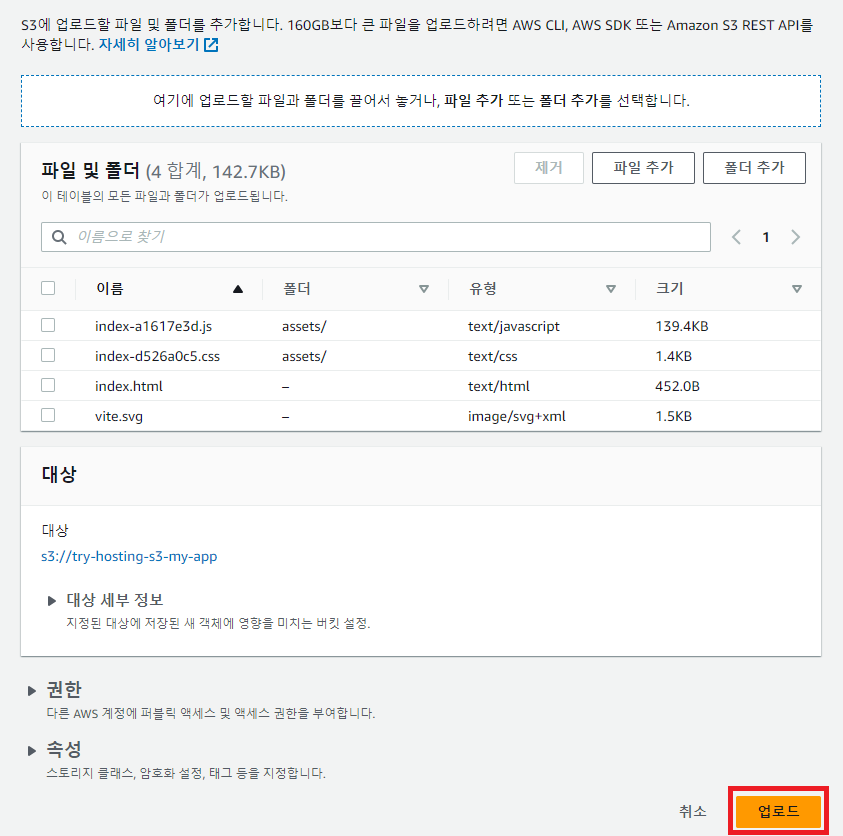 S3에 업로드할 파일 및 폴더를 추가합니다. 160GB보다 큰 파일을 업로드하려면 AWS CLI, AWS SDK 또는 Amazon S3 REST API를
사용합니다. 자세히 알아보기
여기에 업로드할 파일과 폴더를 끌어서 놓거나, 파일 추가 또는 폴더 추가를 선택합니다.
파일 및 폴더 (4 합계, 142.7KB)
제거 파일 추가 폴더 추가
이 테이블의 모든 파일과 폴더가 업로드됩니다.
이름으로 찾기 1
이름 폴더 유형 크기
index-a1617e3d.js assets/ text/javascript 139.4KB
index-d526a0c5.css assets/ text/css 1.4KB
index.html – text/html 452.0B
vite.svg – image/svg+xml 1.5KB
대상
대상
s3://try-hosting-s3-my-app
대상 세부 정보
지정된 대상에 저장된 새 객체에 영향을 미치는 버킷 설정.
권한
다른 AWS 계정에 퍼블릭 액세스 및 액세스 권한을 부여합니다.
속성
스토리지 클래스, 암호화 설정, 태그 등을 지정합니다.
취소 업로드